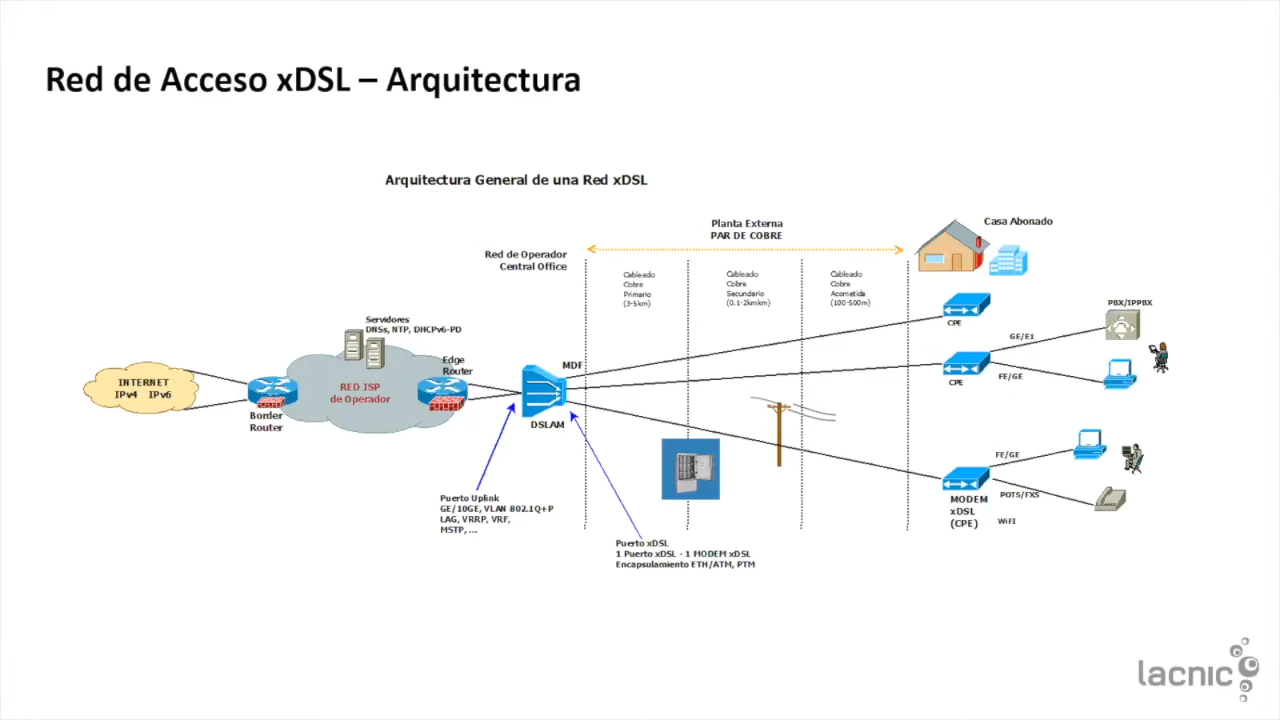 Red de Acceso xDSL – Arquitectura
Arquitectura General de una Red xDSL
Planta Externa
PAR DE COBRE
Casa Abonado
Red de Operador
Central Office
Cableado
Cobre
Primario
(3-5km)
Cableado
Cobre
Secundario
(0.1-2kmkm)
Cableado
Cobre
Acometida
(100-500m)
Servidores
DNSs, NTP, DHCPv6-PD
Edge
Router
MDF
INTERNET
IPv4 IPv6
RED ISP
de Operador
Border
Router
DSLAM
CPE
CPE
GE/E1
FE/GE
PBX/IPPBX
FE/GE
POTS/FXS
WiFI
MODEM
xDSL
(CPE)
Puerto Uplink
GE/10GE, VLAN 802.1Q+P
LAG, VRRP, VRF,
MSTP, ...
Puerto xDSL
1 Puerto xDSL - 1 MODEM xDSL
Encapsulamiento ETH/ATM, PTM
lacnic